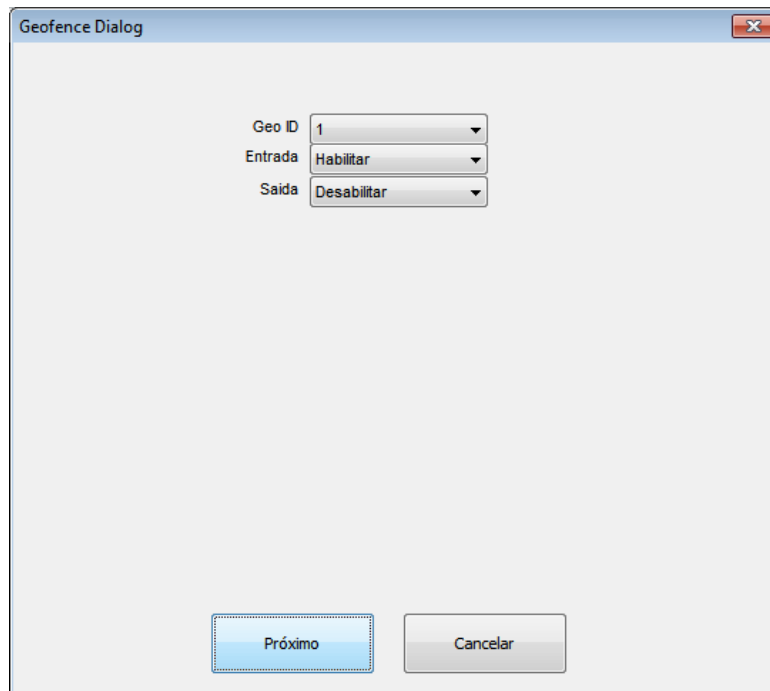 Geofence Dialog
Geo ID 1
Entrada Habilitar
Saida Desabilitar
Próximo Cancelar